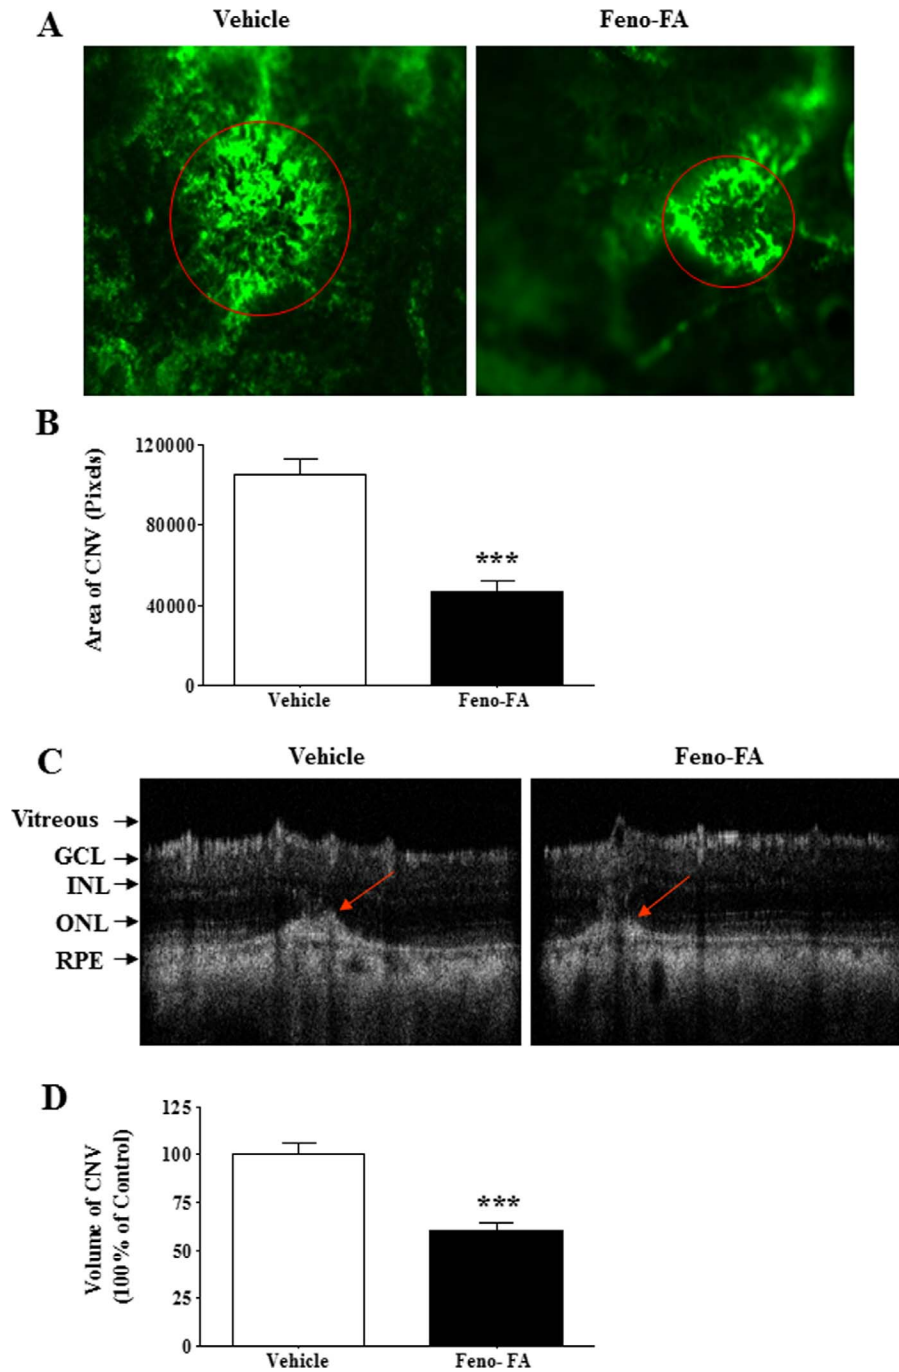 A
Vehicle
Feno-FA
B
Area of CNV (Pixels)
120000
80000
40000
0
***
Vehicle
Feno-FA
C
Vehicle
Feno-FA
Vitreous
GCL
INL
ONL
RPE
D
Volume of CNV
(100% of Control)
125
100
75
50
25
0
***
Vehicle
Feno- FA